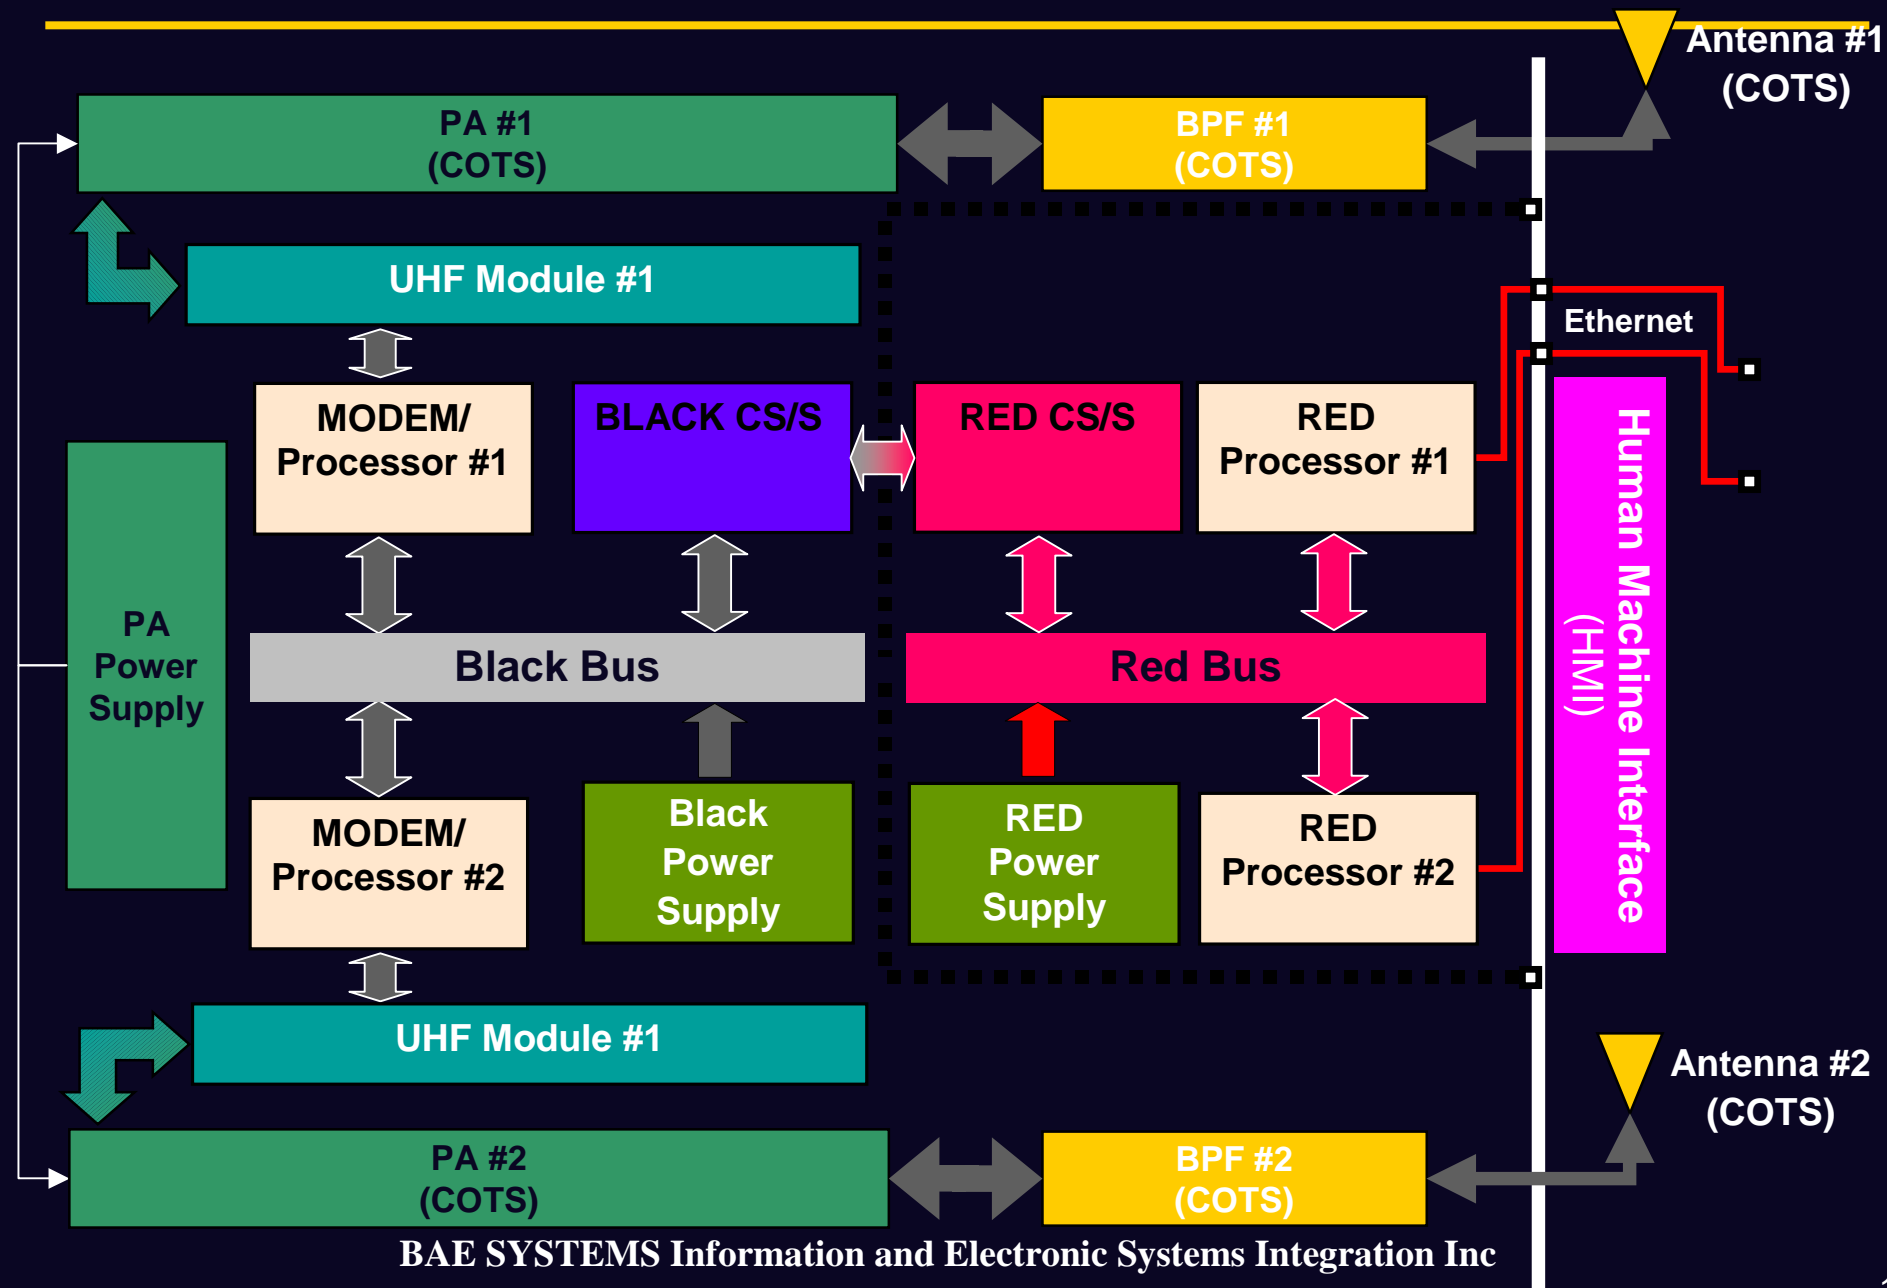 Antenna #1
(COTS)
PA #1
(COTS)
BPF #1
(COTS)
UHF Module #1
Ethernet
MODEM/
Processor #1
BLACK CS/S
RED CS/S
RED
Processor #1
PA
Power
Supply
Black Bus
Red Bus
Human Machine Interface
(HMI)
MODEM/
Processor #2
Black
Power
Supply
RED
Power
Supply
RED
Processor #2
UHF Module #1
Antenna #2
(COTS)
PA #2
(COTS)
BPF #2
(COTS)
BAE SYSTEMS Information and Electronic Systems Integration Inc